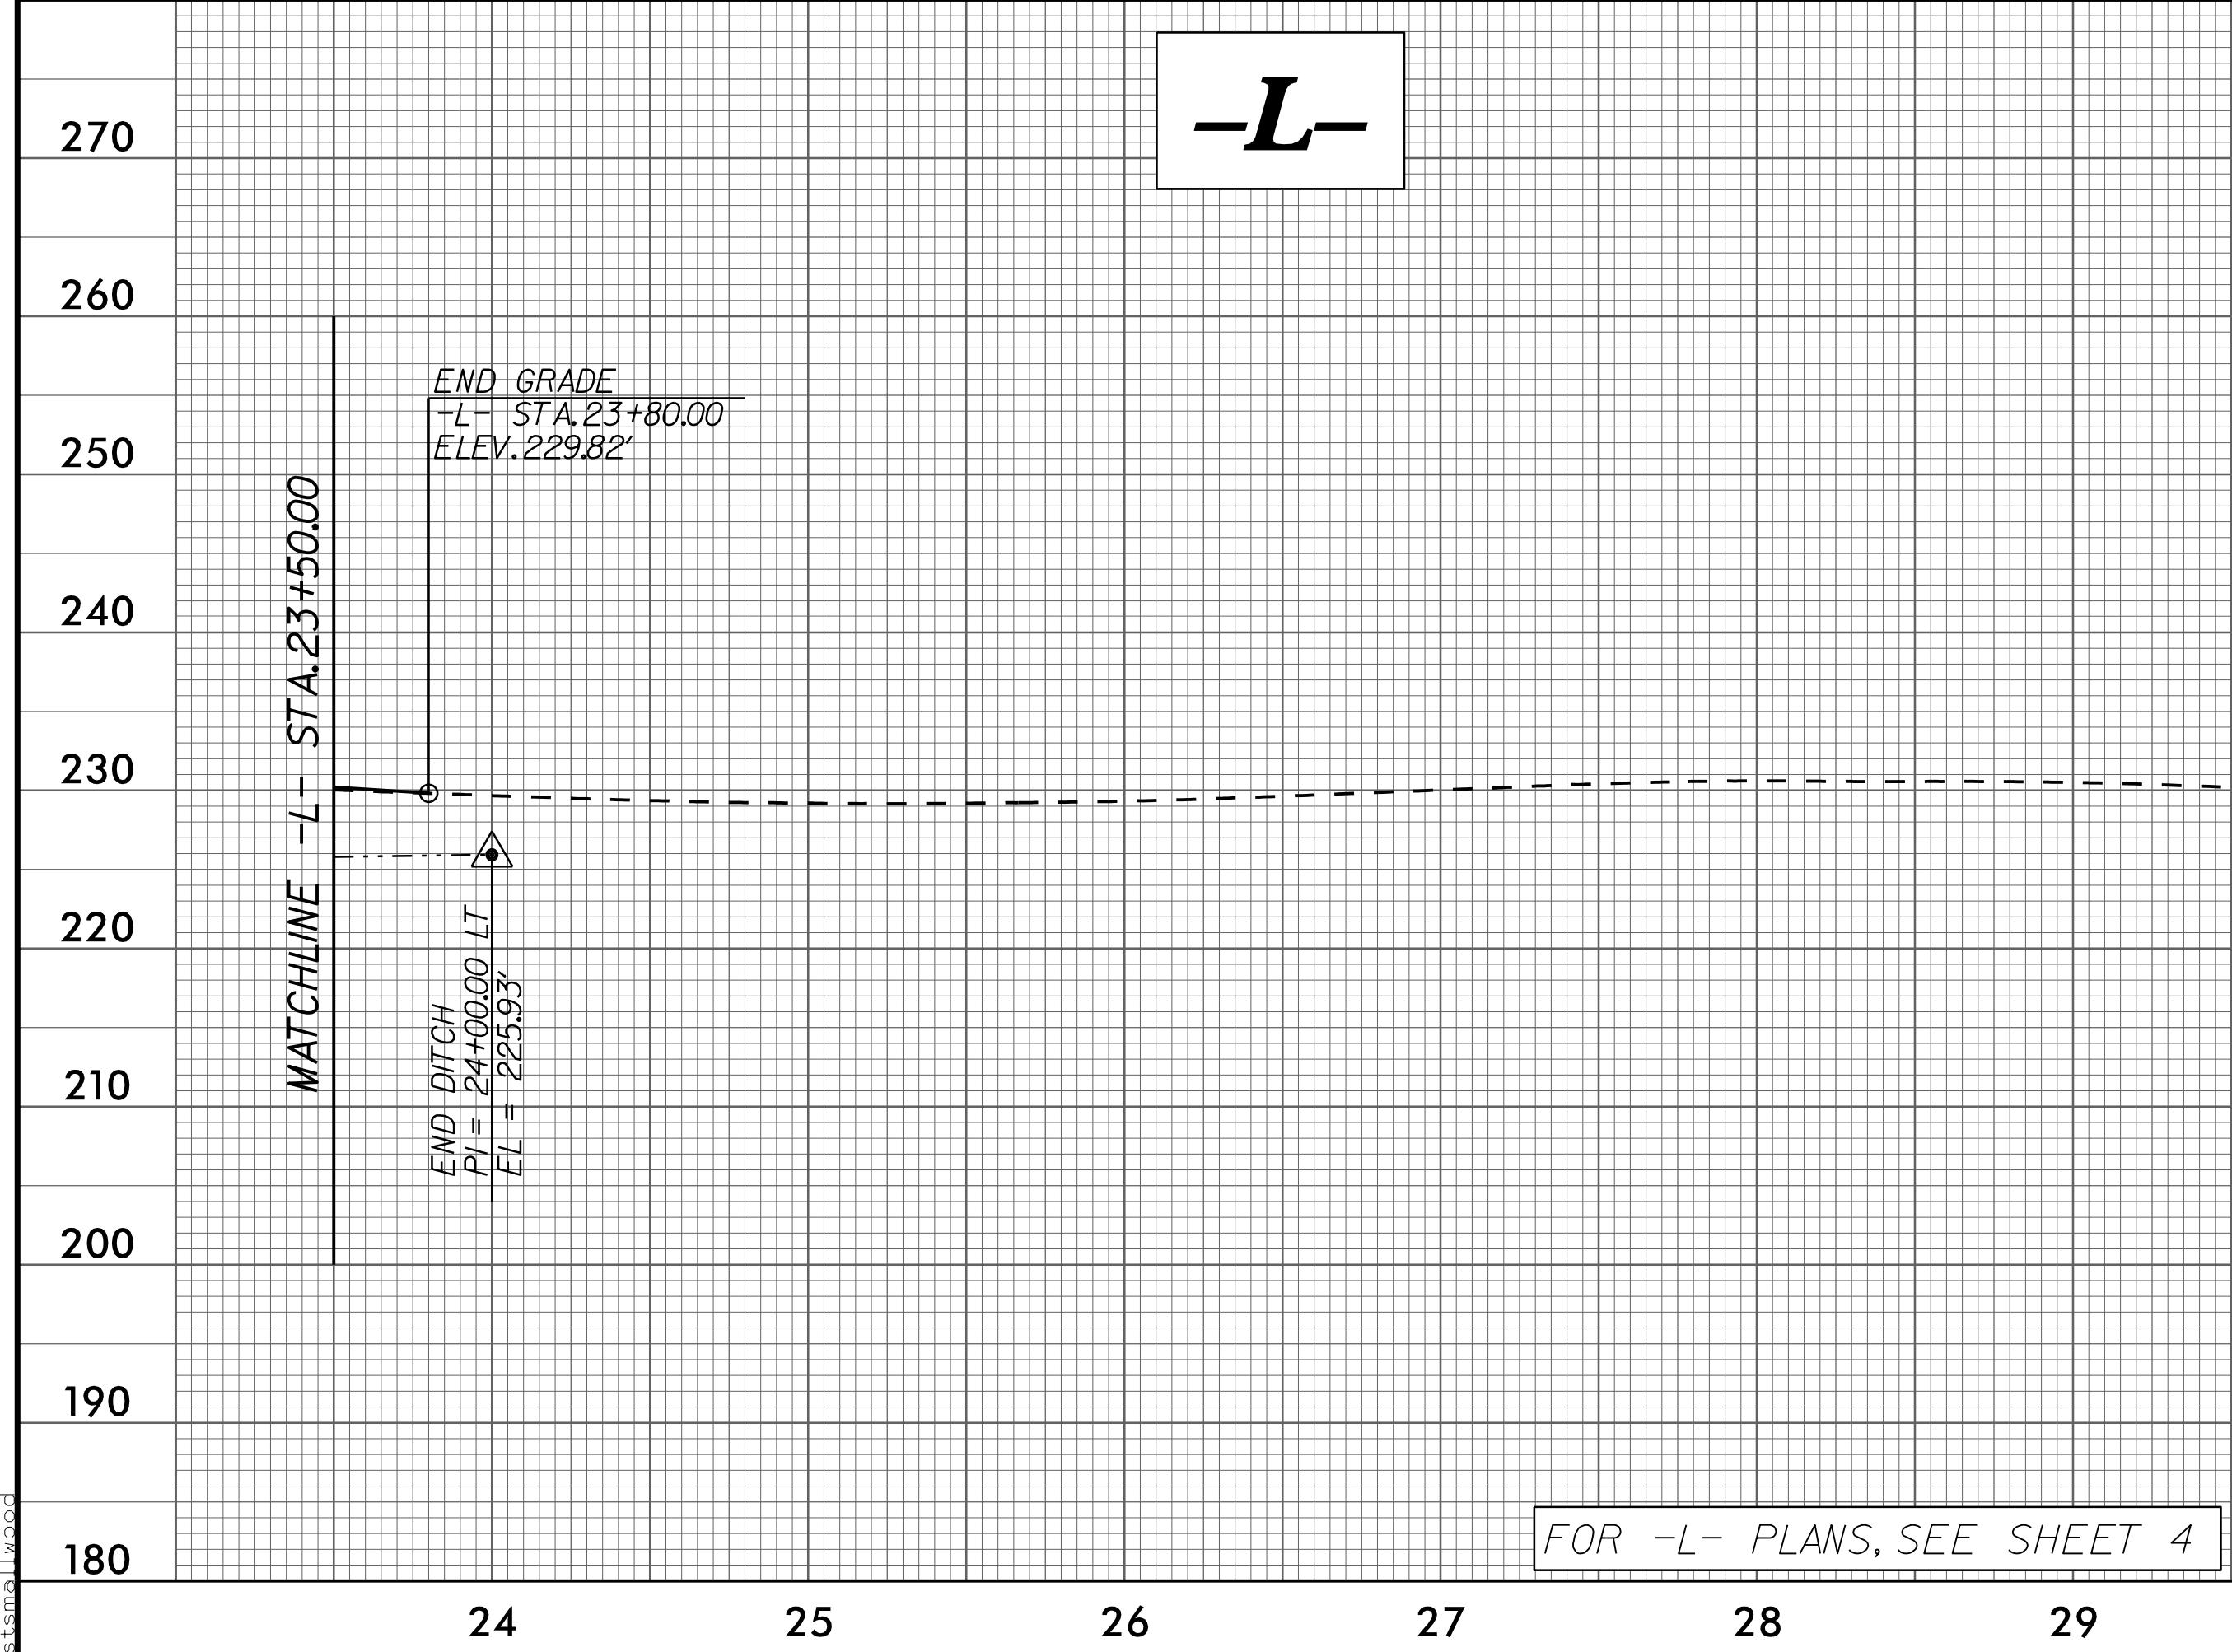 -L-
270
260
END GRADE
-L- STA.23+80.00
ELEV.229.82'
250
MATCHLINE -L- STA.23+50.00
240
230
220
END DITCH
PI = 24+00.00 LT
EL = 225.93'
210
200
190
FOR -L- PLANS, SEE SHEET 4
180
24 25 26 27 28 29
stsmallwood